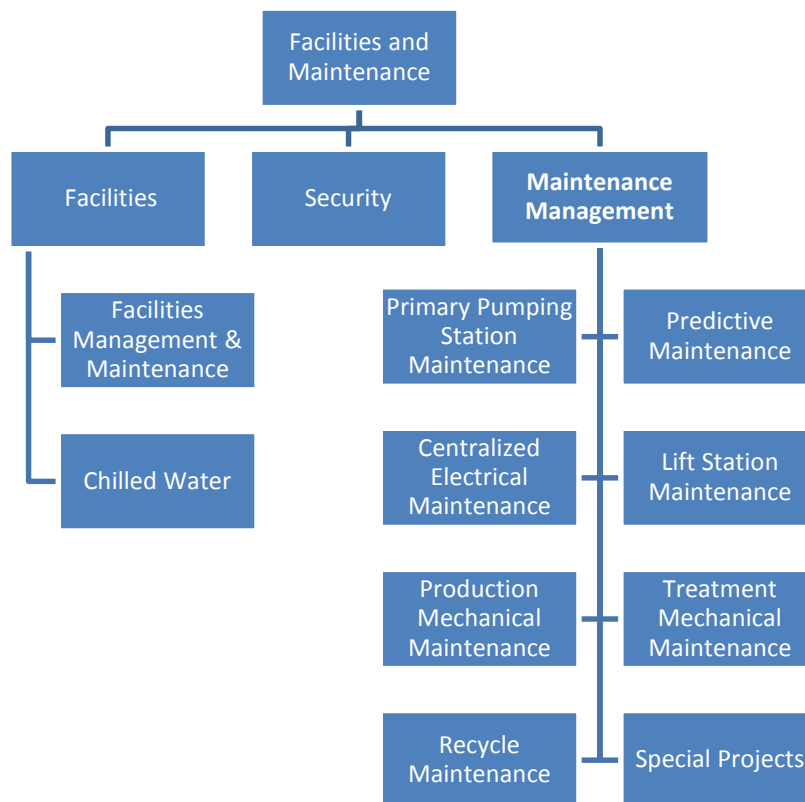 Facilities and
Maintenance
Facilities
Security
Maintenance
Management
Facilities
Management &
Maintenance
Chilled Water
Primary Pumping
Station
Maintenance
Predictive
Maintenance
Centralized
Electrical
Maintenance
Lift Station
Maintenance
Production
Mechanical
Maintenance
Treatment
Mechanical
Maintenance
Recycle
Maintenance
Special Projects